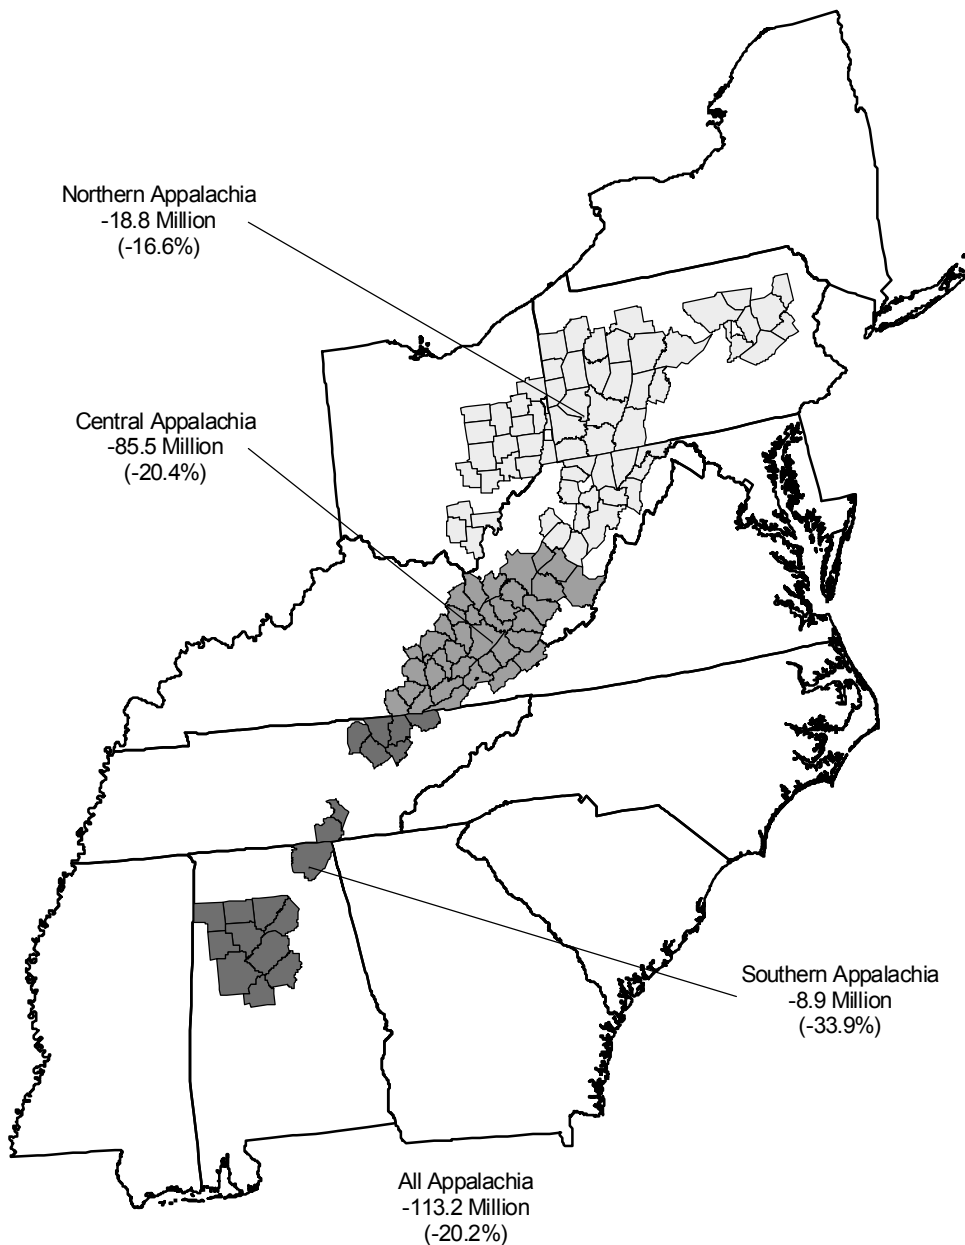 Northern Appalachia
-18.8 Million
(-16.6%)
Central Appalachia
-85.5 Million
(-20.4%)
Southern Appalachia
-8.9 Million
(-33.9%)
All Appalachia
-113.2 Million
(-20.2%)